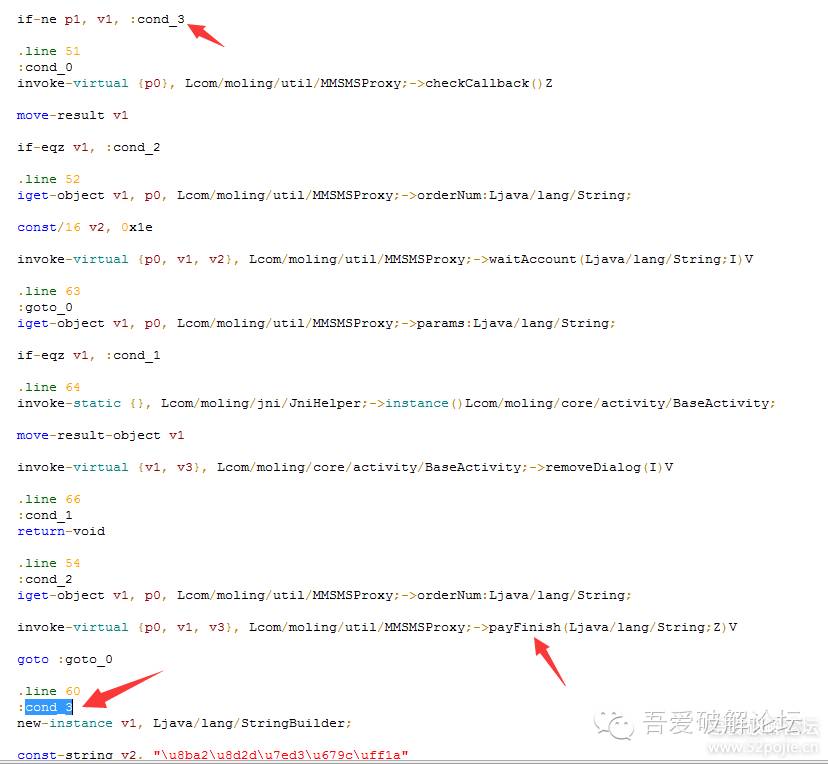 if-ne p1, v1, :cond_3
.line 51
:cond_0
invoke-virtual {p0}, Lcom/moling/util/MMSMSProxy;->checkCallback()Z
move-result v1
if-eqz v1, :cond_2
.line 52
iget-object v1, p0, Lcom/moling/util/MMSMSProxy;->orderNum:Ljava/lang/String;
const/16 v2, 0x1e
invoke-virtual {p0, v1, v2}, Lcom/moling/util/MMSMSProxy;->waitAccount(Ljava/lang/String;I)V
.line 63
:goto_0
iget-object v1, p0, Lcom/moling/util/MMSMSProxy;->params:Ljava/lang/String;
if-eqz v1, :cond_1
.line 64
invoke-static {}, Lcom/moling/jni/JniHelper;->instance()Lcom/moling/core/activity/BaseActivity;
move-result-object v1
invoke-virtual {v1, v3}, Lcom/moling/core/activity/BaseActivity;->removeDialog(I)V
.line 66
:cond_1
return-void
.line 54
:cond_2
iget-object v1, p0, Lcom/moling/util/MMSMSProxy;->orderNum:Ljava/lang/String;
invoke-virtual {p0, v1, v3}, Lcom/moling/util/MMSMSProxy;->payFinish(Ljava/lang/String;Z)V
goto :goto_0
.line 60
:cond_3
new-instance v1, Ljava/lang/StringBuilder;
const-string v2, "\u8ba2\u8d2d\u7ed3\u679c\uff1a"
吾爱破解论坛
www.52pojie.cn